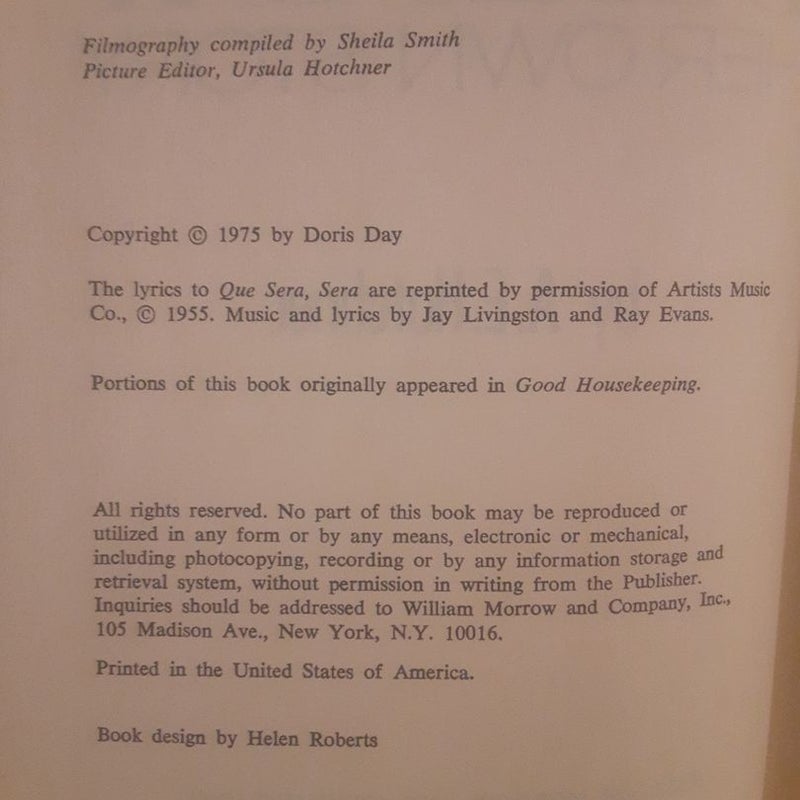 Filmography compiled by Sheila Smith
Picture Editor, Ursula Hotchner
Copyright © 1975 by Doris Day
The lyrics to Que Sera, Sera are reprinted by permission of Artists Music
Co., © 1955. Music and lyrics by Jay Livingston and Ray Evans.
Portions of this book originally appeared in Good Housekeeping.
All rights reserved. No part of this book may be reproduced or
utilized in any form or by any means, electronic or mechanical,
including photocopying, recording or by any information storage and
retrieval system, without permission in writing from the Publisher.
Inquiries should be addressed to William Morrow and Company, Inc.,
105 Madison Ave., New York, N.Y. 10016.
Printed in the United States of America.
Book design by Helen Roberts